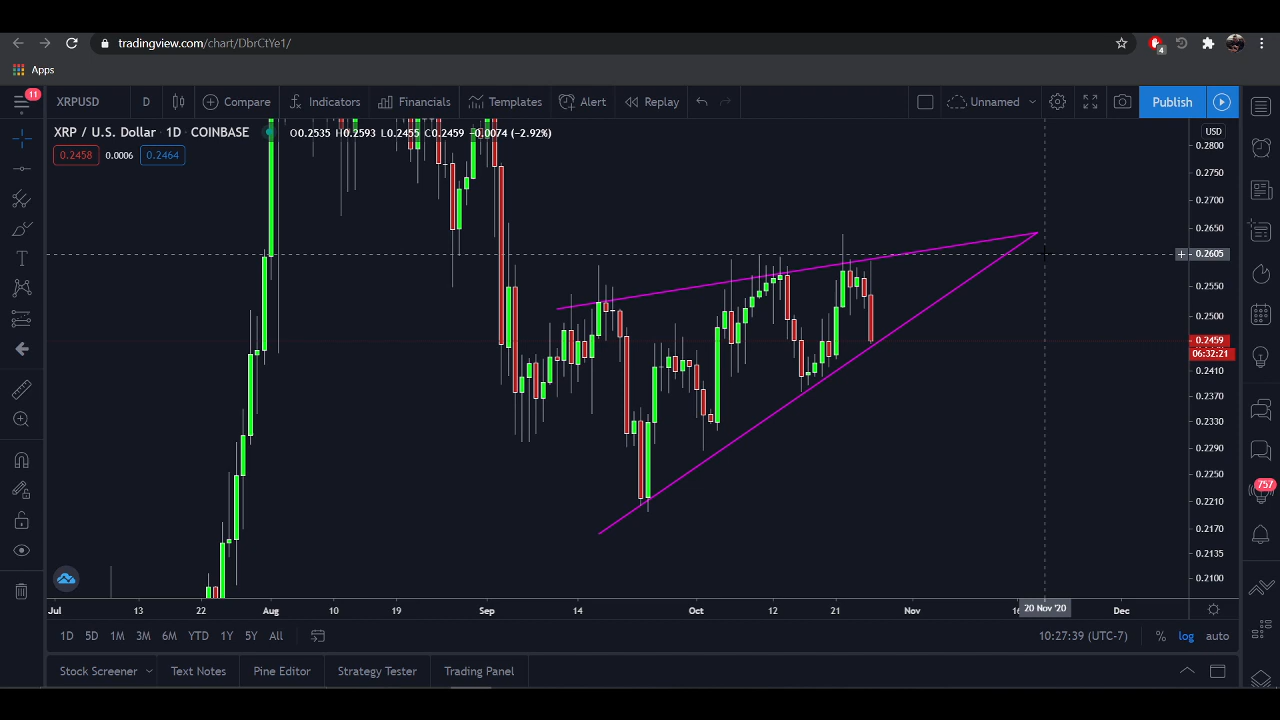 tradingview.com/chart/DbrCtYe1/
4
Apps
11
XRPUSD D Compare Indicators Financials Templates Alert Replay Unnamed Publish
XRP / U.S. Dollar 1D COINBASE O0.2535 H0.2593 L0.2455 C0.2459 −0.0074 (−2.92%)
0.2458 0.0006 0.2464
USD
0.2800
0.2750
0.2700
0.2650
0.2605
0.2550
0.2500
0.2459
06:32:21
0.2410
0.2370
0.2330
0.2290
0.2250
0.2210
0.2170
0.2135
0.2100
757
Jul 13 22 Aug 10 19 Sep 14 Oct 12 21 Nov 16 20 Nov '20 Dec
1D 5D 1M 3M 6M YTD 1Y 5Y All 10:27:39 (UTC-7) % log auto
Stock Screener Text Notes Pine Editor Strategy Tester Trading Panel